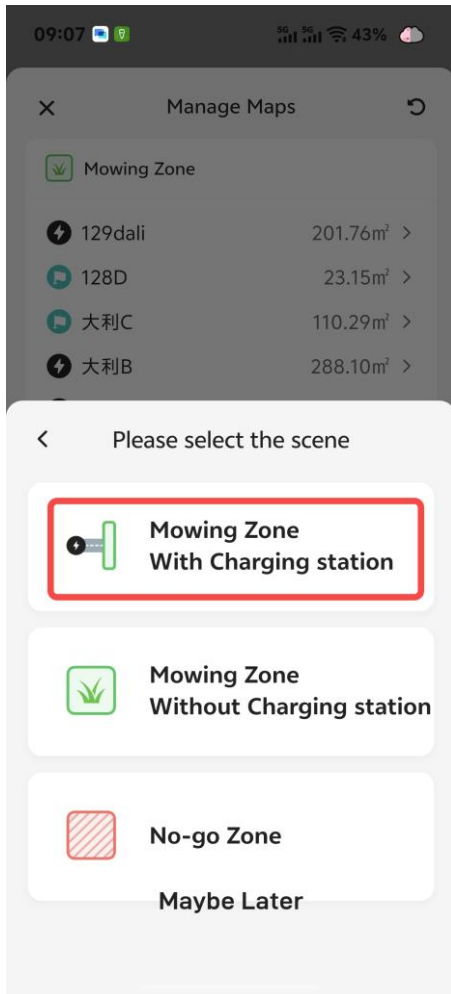 09:07 5G 5G 43%
Manage Maps
Mowing Zone
129dali 201.76㎡
128D 23.15㎡
大利C 110.29㎡
大利B 288.10㎡
Please select the scene
Mowing Zone
With Charging station
Mowing Zone
Without Charging station
No-go Zone
Maybe Later